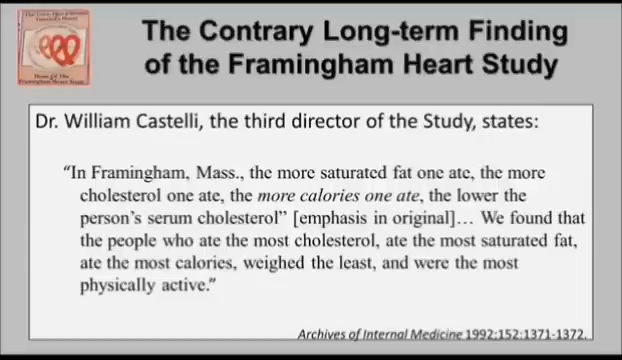 The Contrary Long-term Finding
of the Framingham Heart Study
Dr. William Castelli, the third director of the Study, states:
“In Framingham, Mass., the more saturated fat one ate, the more
cholesterol one ate, the more calories one ate, the lower the
person’s serum cholesterol” [emphasis in original]… We found that
the people who ate the most cholesterol, ate the most saturated fat,
ate the most calories, weighed the least, and were the most
physically active.”
Archives of Internal Medicine 1992;152:1371-1372.